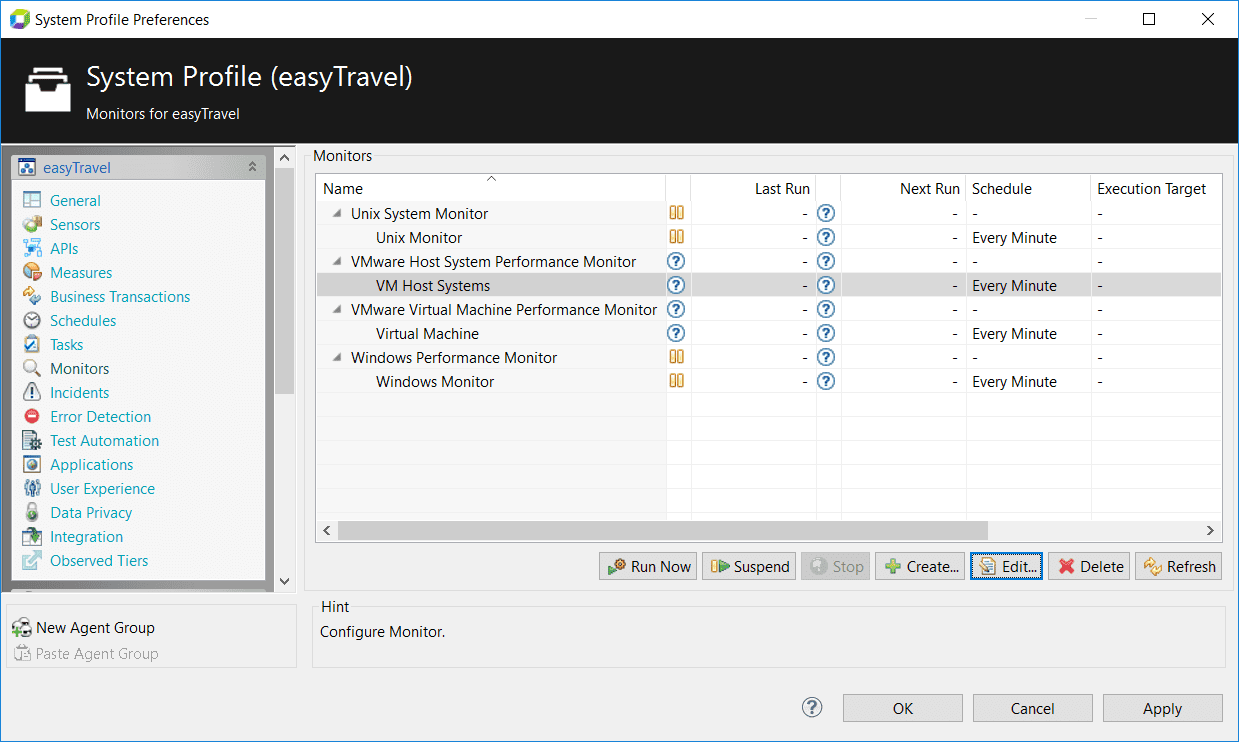 System Profile Preferences
System Profile (easyTravel)
Monitors for easyTravel
easyTravel
General
Sensors
APIs
Measures
Business Transactions
Schedules
Tasks
Monitors
Incidents
Error Detection
Test Automation
Applications
User Experience
Data Privacy
Integration
Observed Tiers
New Agent Group
Paste Agent Group
Monitors
Name Last Run Next Run Schedule Execution Target
Unix System Monitor - ? - - -
Unix Monitor - ? - Every Minute -
VMware Host System Performance Monitor ? - ? - - -
VM Host Systems ? - ? - Every Minute -
VMware Virtual Machine Performance Monitor ? - ? - - -
Virtual Machine ? - ? - Every Minute -
Windows Performance Monitor - ? - - -
Windows Monitor - ? - Every Minute -
Run Now Suspend Stop Create... Edit... Delete Refresh
Hint
Configure Monitor.
? OK Cancel Apply